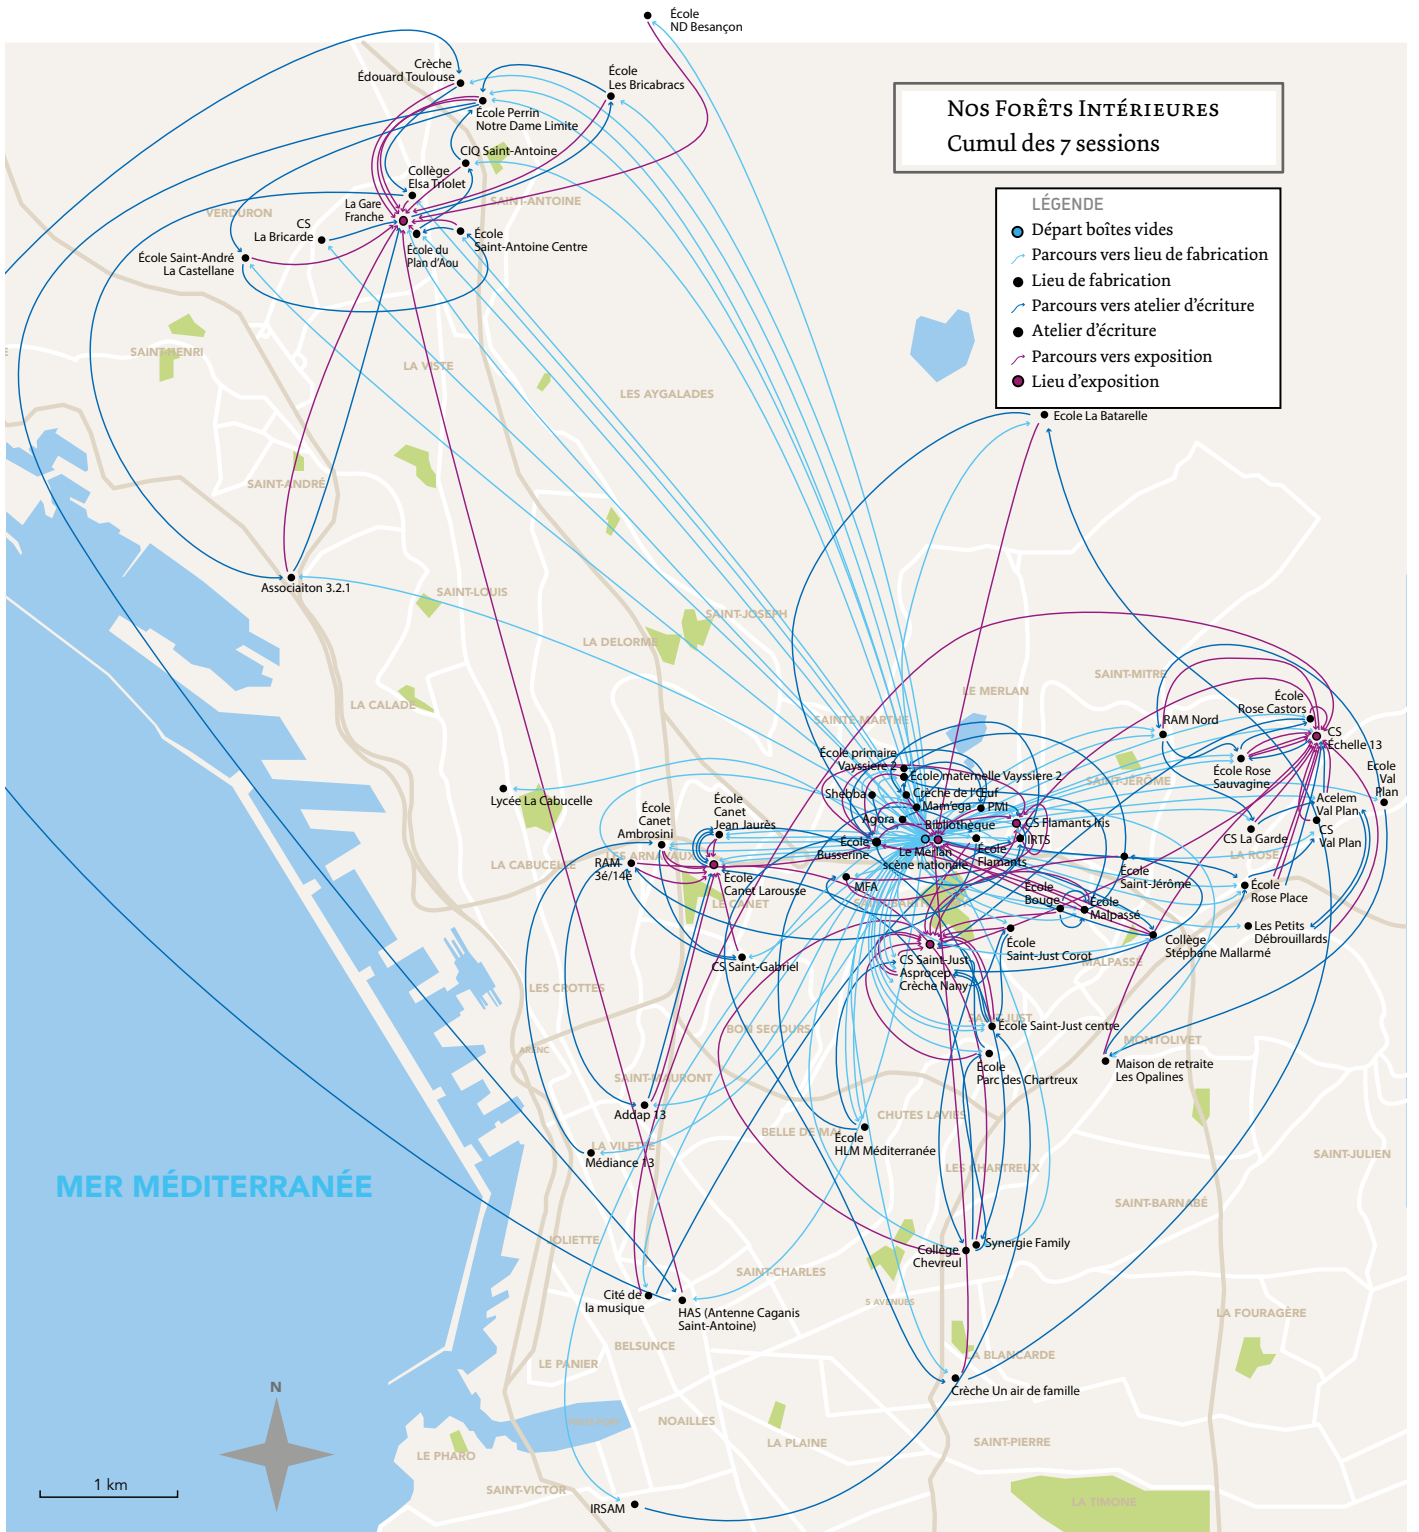 École
ND Besançon
Crèche
Édouard Toulouse
École
Les Bricabracs
École Perrin
Notre Dame Limite
CIQ Saint-Antoine
Collège
Elsa Triolet
La Gare
Franche
SAINT-ANTOINE
VERDURON
CS
La Bricarde
École
Saint-Antoine Centre
École du
Plan d'Aou
École Saint-André
La Castellane
NOS FORÊTS INTÉRIEURES
Cumul des 7 sessions
LÉGENDE
Départ boîtes vides
Parcours vers lieu de fabrication
Lieu de fabrication
Parcours vers atelier d'écriture
Atelier d'écriture
Parcours vers exposition
Lieu d'exposition
E
SAINT-HENRI
LA VISTE
LES AYGALADES
Ecole La Batarelle
SAINT-ANDRÉ
Associaiton 3.2.1
SAINT-LOUIS
SAINT-JOSEPH
LA DELORME
LA CALADE
SAINT-MITRE
LE MERLAN
SAINTE-MARTHE
École
Rose Castors
RAM Nord
CS
Échelle 13
École primaire
Vayssiere 2
École maternelle Vayssiere 2
SAINT-JÉRÔME
École Rose
Sauvagine
Ecole
Val
Plan
Lycée La Cabucelle
Shebba
Crèche de l'Œuf
Mam'ega
PMI
Acelem
Val Plan
École
Canet
Ambrosini
École
Canet
Jean Jaurès
Agora
Bibliothèque
CS Flamants Iris
CS La Garde
CS
Val Plan
École
Busserine
Le Merlan
scène nationale
École
Flamants
IRTS
LA CABUCELLE
LES ARNAVAUX
RAM
3é/14è
LA ROSE
École
Saint-Jérôme
École
Canet Larousse
MFA
École
Bouge
École
Malpassé
École
Rose Place
LE CANET
SAINT-BARTHÉLEMY
Les Petits
Débrouillards
École
Saint-Just Corot
Collège
Stéphane Mallarmé
MALPASSÉ
CS Saint-Gabriel
CS Saint-Just
Asprocep
Crèche Nany
LES CROTTES
BON SECOURS
SAINT-JUST
École Saint-Just centre
MONTOLIVET
ARENC
SAINT-MAURONT
École
Parc des Chartreux
Maison de retraite
Les Opalines
Addap 13
CHUTES LAVIES
BELLE DE MAI
École
HLM Méditerranée
LA VILETTE
Médiance 13
LES CHARTREUX
SAINT-JULIEN
MER MÉDITERRANÉE
SAINT-BARNABÉ
JOLIETTE
Synergie Family
Collège
Chevreul
SAINT-CHARLES
Cité de
la musique
HAS (Antenne Caganis
Saint-Antoine)
5 AVENUES
LA FOURAGÈRE
BELSUNCE
LE PANIER
LA BLANCARDE
Crèche Un air de famille
N
NOAILLES
LA PLAINE
SAINT-PIERRE
LE PHARO
1 km
SAINT-VICTOR
IRSAM
LA TIMONE